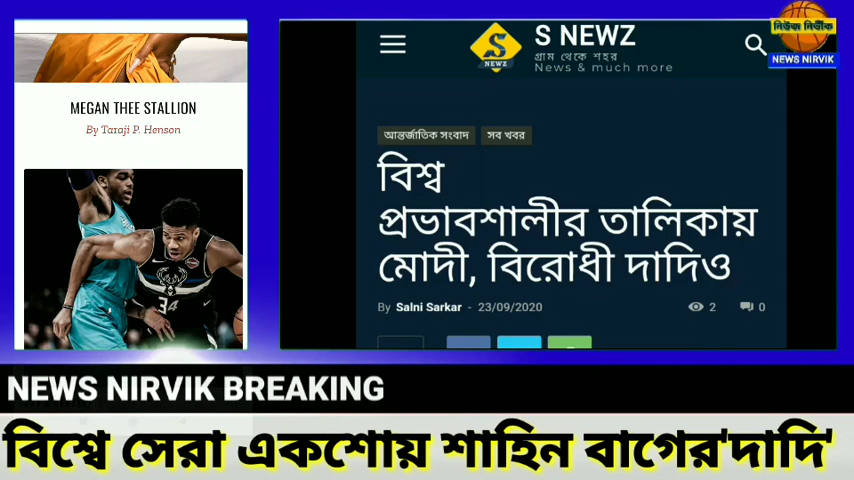 MEGAN THEE STALLION
By Taraji P. Henson
34
S
NEWZ
S NEWZ
গ্রাম থেকে শহর
News & much more
নিউজ নির্ভীক
NEWS NIRVIK
আন্তর্জাতিক সংবাদ
সব খবর
বিশ্ব
প্রভাবশালীর তালিকায়
মোদী, বিরোধী দাদিও
By Salni Sarkar - 23/09/2020
2
0
NEWS NIRVIK BREAKING
বিশ্বে সেরা একশোয় শাহিন বাগের'দাদি'